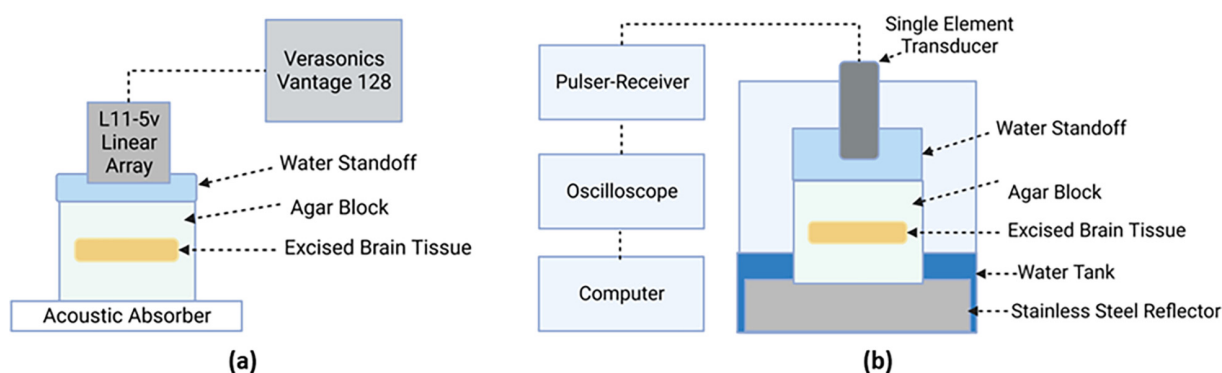 Verasonics
Vantage 128
L11-5v
Linear
Array
Water Standoff
Agar Block
Excised Brain Tissue
Acoustic Absorber
(a)
Single Element
Transducer
Pulser-Receiver
Oscilloscope
Computer
Water Standoff
Agar Block
Excised Brain Tissue
Water Tank
Stainless Steel Reflector
(b)